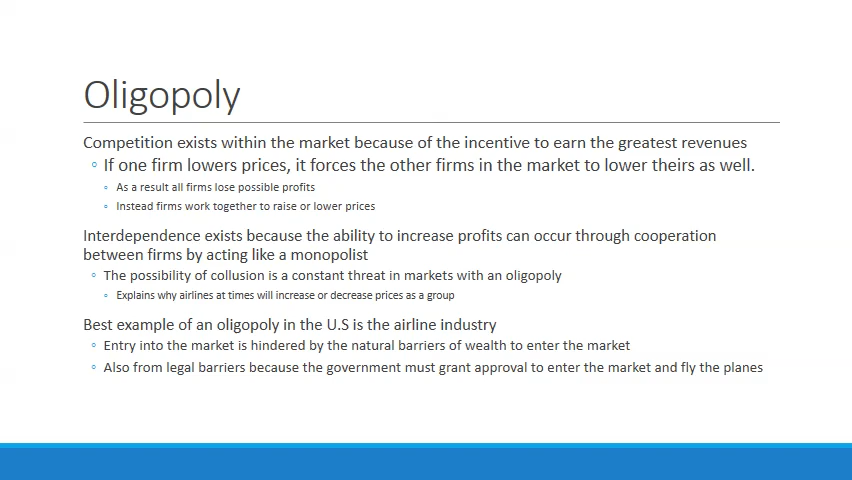 Oligopoly
Competition exists within the market because of the incentive to earn the greatest revenues
◦ If one firm lowers prices, it forces the other firms in the market to lower theirs as well.
◦ As a result all firms lose possible profits
◦ Instead firms work together to raise or lower prices
Interdependence exists because the ability to increase profits can occur through cooperation
between firms by acting like a monopolist
◦ The possibility of collusion is a constant threat in markets with an oligopoly
◦ Explains why airlines at times will increase or decrease prices as a group
Best example of an oligopoly in the U.S is the airline industry
◦ Entry into the market is hindered by the natural barriers of wealth to enter the market
◦ Also from legal barriers because the government must grant approval to enter the market and fly the planes